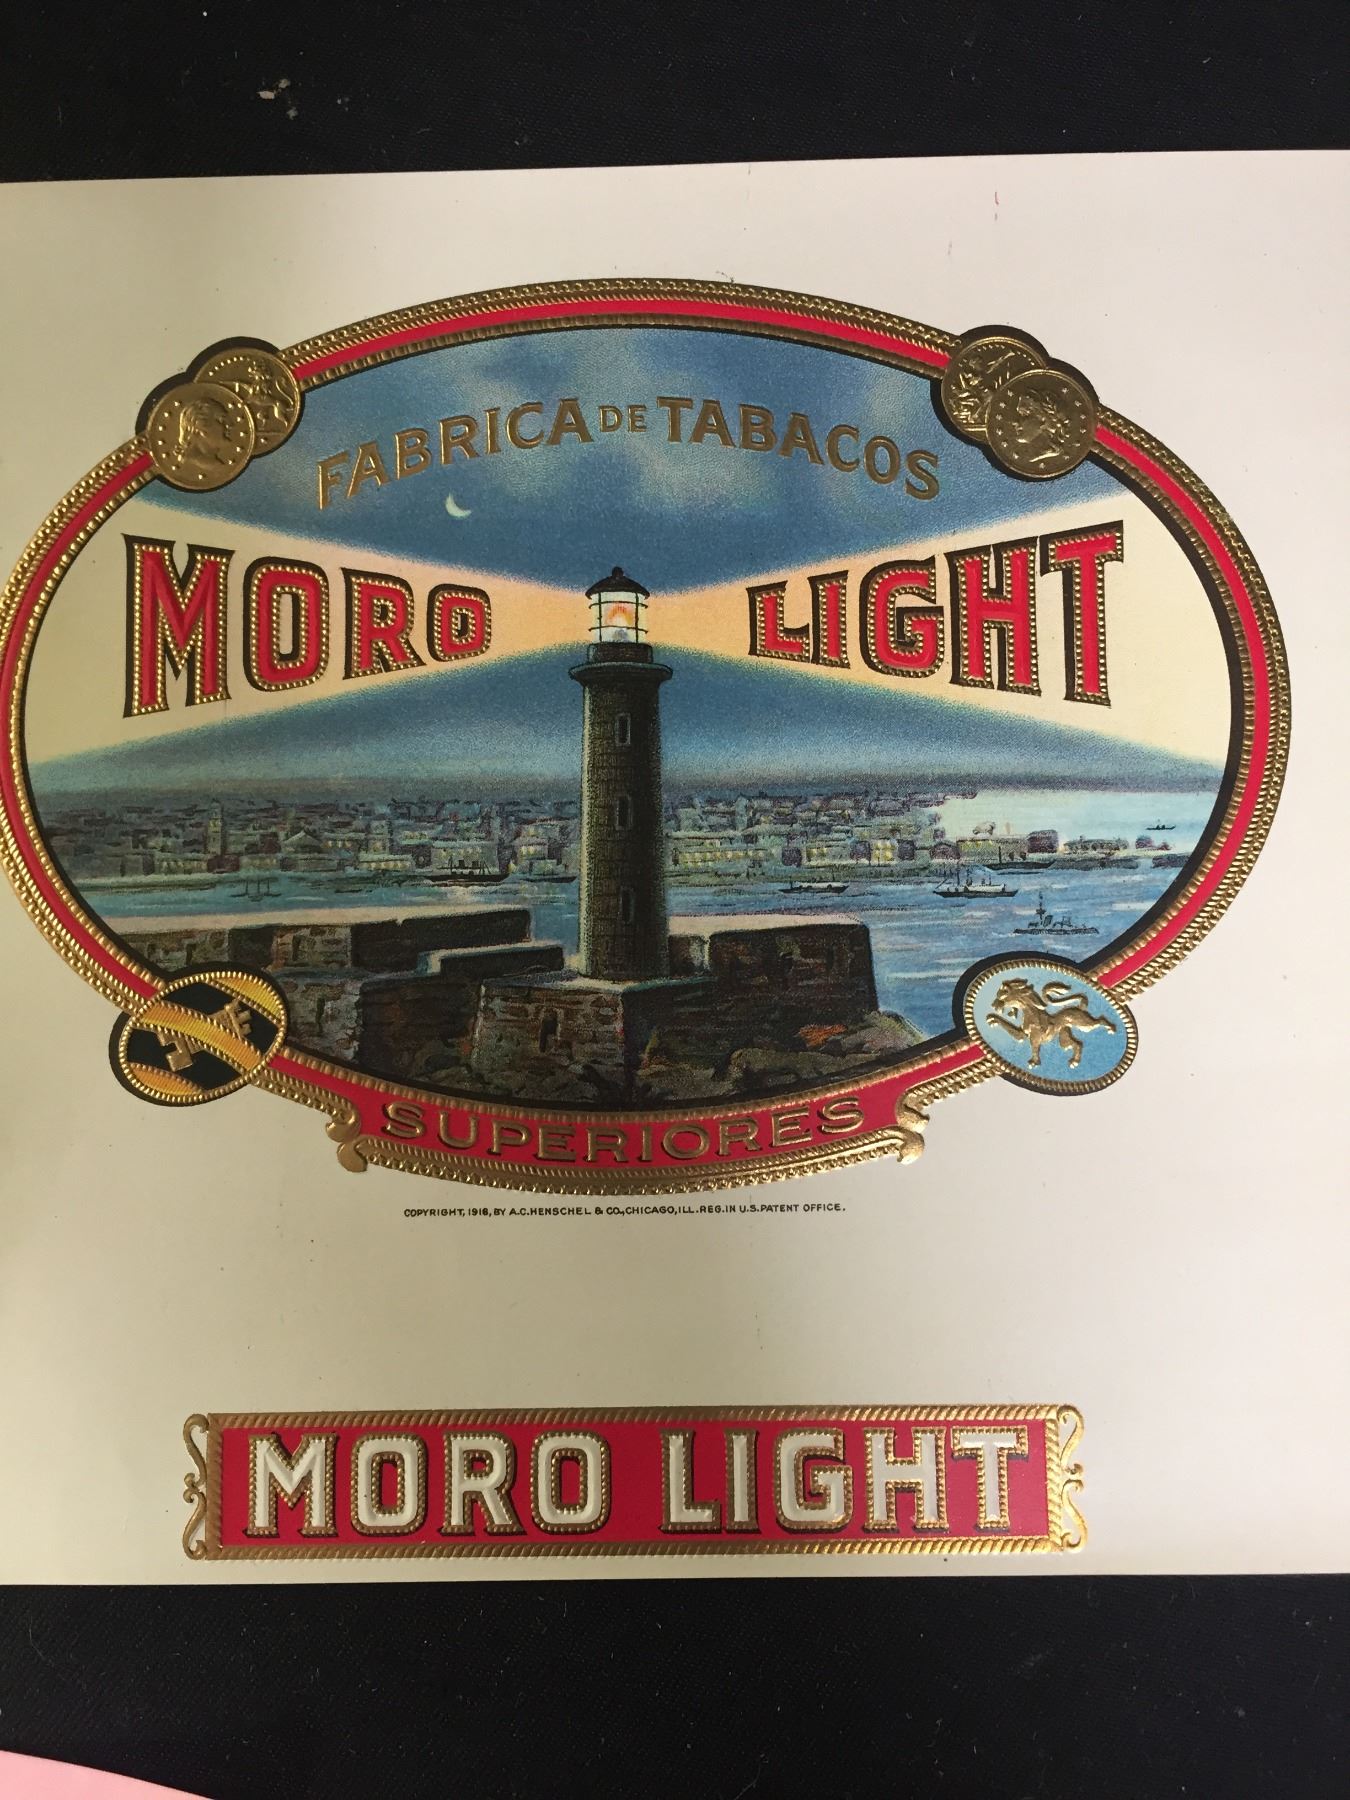 FABRICA DE TABACOS
MORO LIGHT
SUPERIORES
COPYRIGHT, 1918, BY A.C. HENSCHEL & CO., CHICAGO, ILL. REG. IN U.S. PATENT OFFICE.
MORO LIGHT